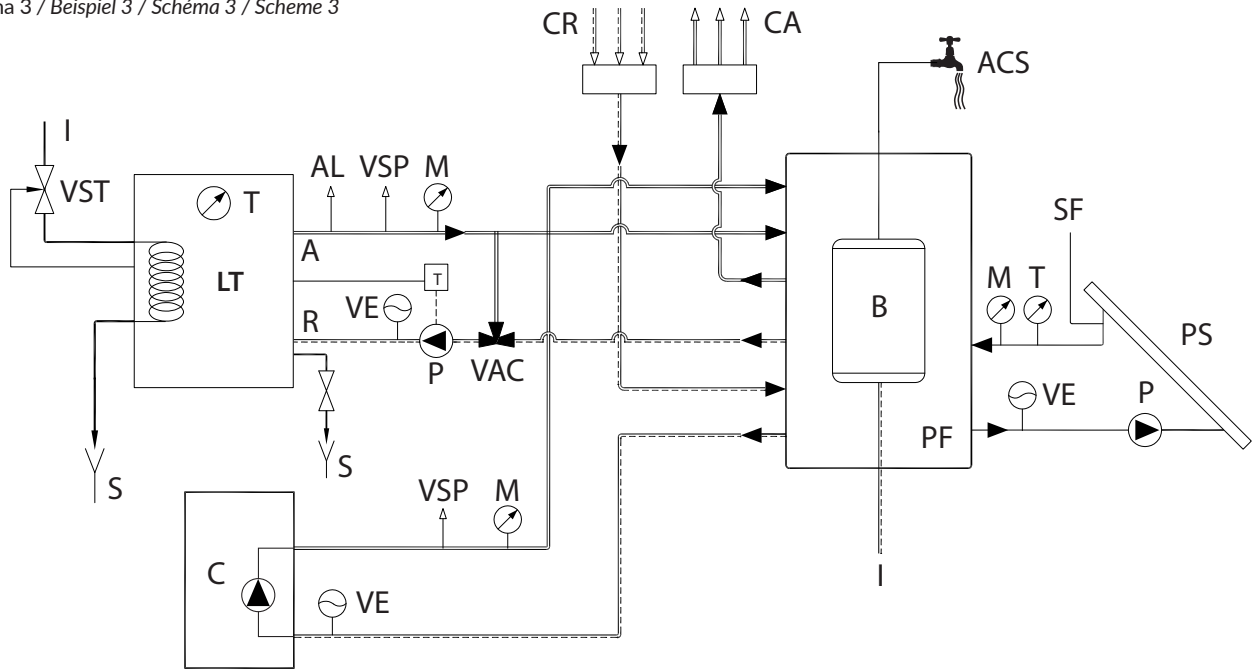 na 3 / Beispiel 3 / Schéma 3 / Scheme 3
CR
CA
ACS
I
VST
T
AL
VSP
M
A
LT
T
R
VE
P
VAC
S
S
B
SF
M
T
PS
VE
P
PF
I
VSP
M
C
VE